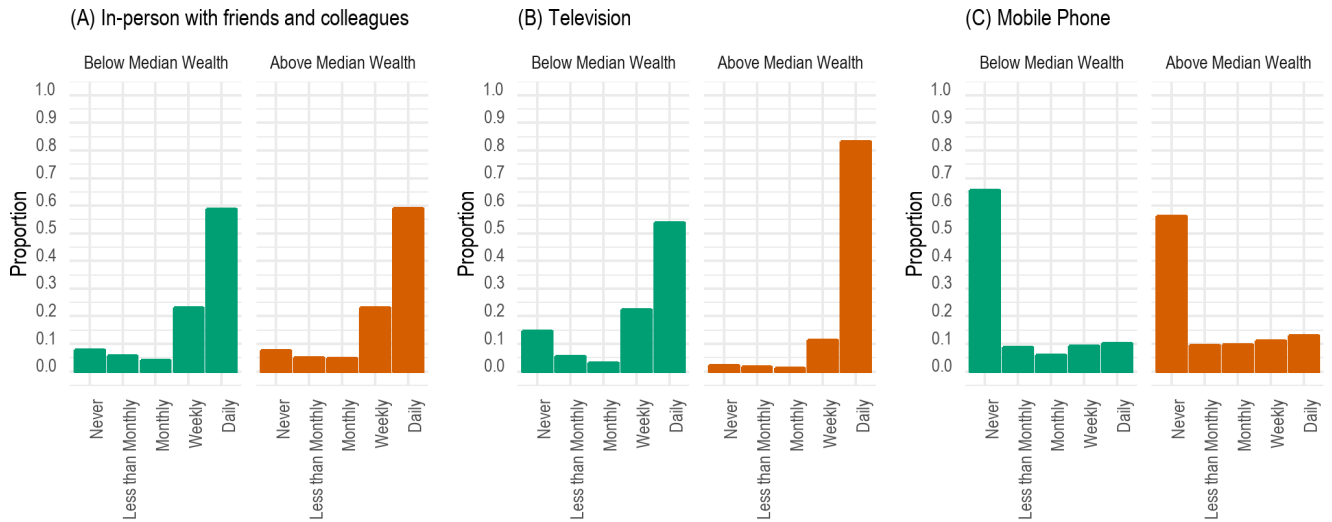 (A) In-person with friends and colleagues
Below Median Wealth
Above Median Wealth
Proportion
1.0
0.9
0.8
0.7
0.6
0.5
0.4
0.3
0.2
0.1
0.0
Never
Less than Monthly
Monthly
Weekly
Daily
Never
Less than Monthly
Monthly
Weekly
Daily
(B) Television
Below Median Wealth
Above Median Wealth
Proportion
1.0
0.9
0.8
0.7
0.6
0.5
0.4
0.3
0.2
0.1
0.0
Never
Less than Monthly
Monthly
Weekly
Daily
Never
Less than Monthly
Monthly
Weekly
Daily
(C) Mobile Phone
Below Median Wealth
Above Median Wealth
Proportion
1.0
0.9
0.8
0.7
0.6
0.5
0.4
0.3
0.2
0.1
0.0
Never
Less than Monthly
Monthly
Weekly
Daily
Never
Less than Monthly
Monthly
Weekly
Daily